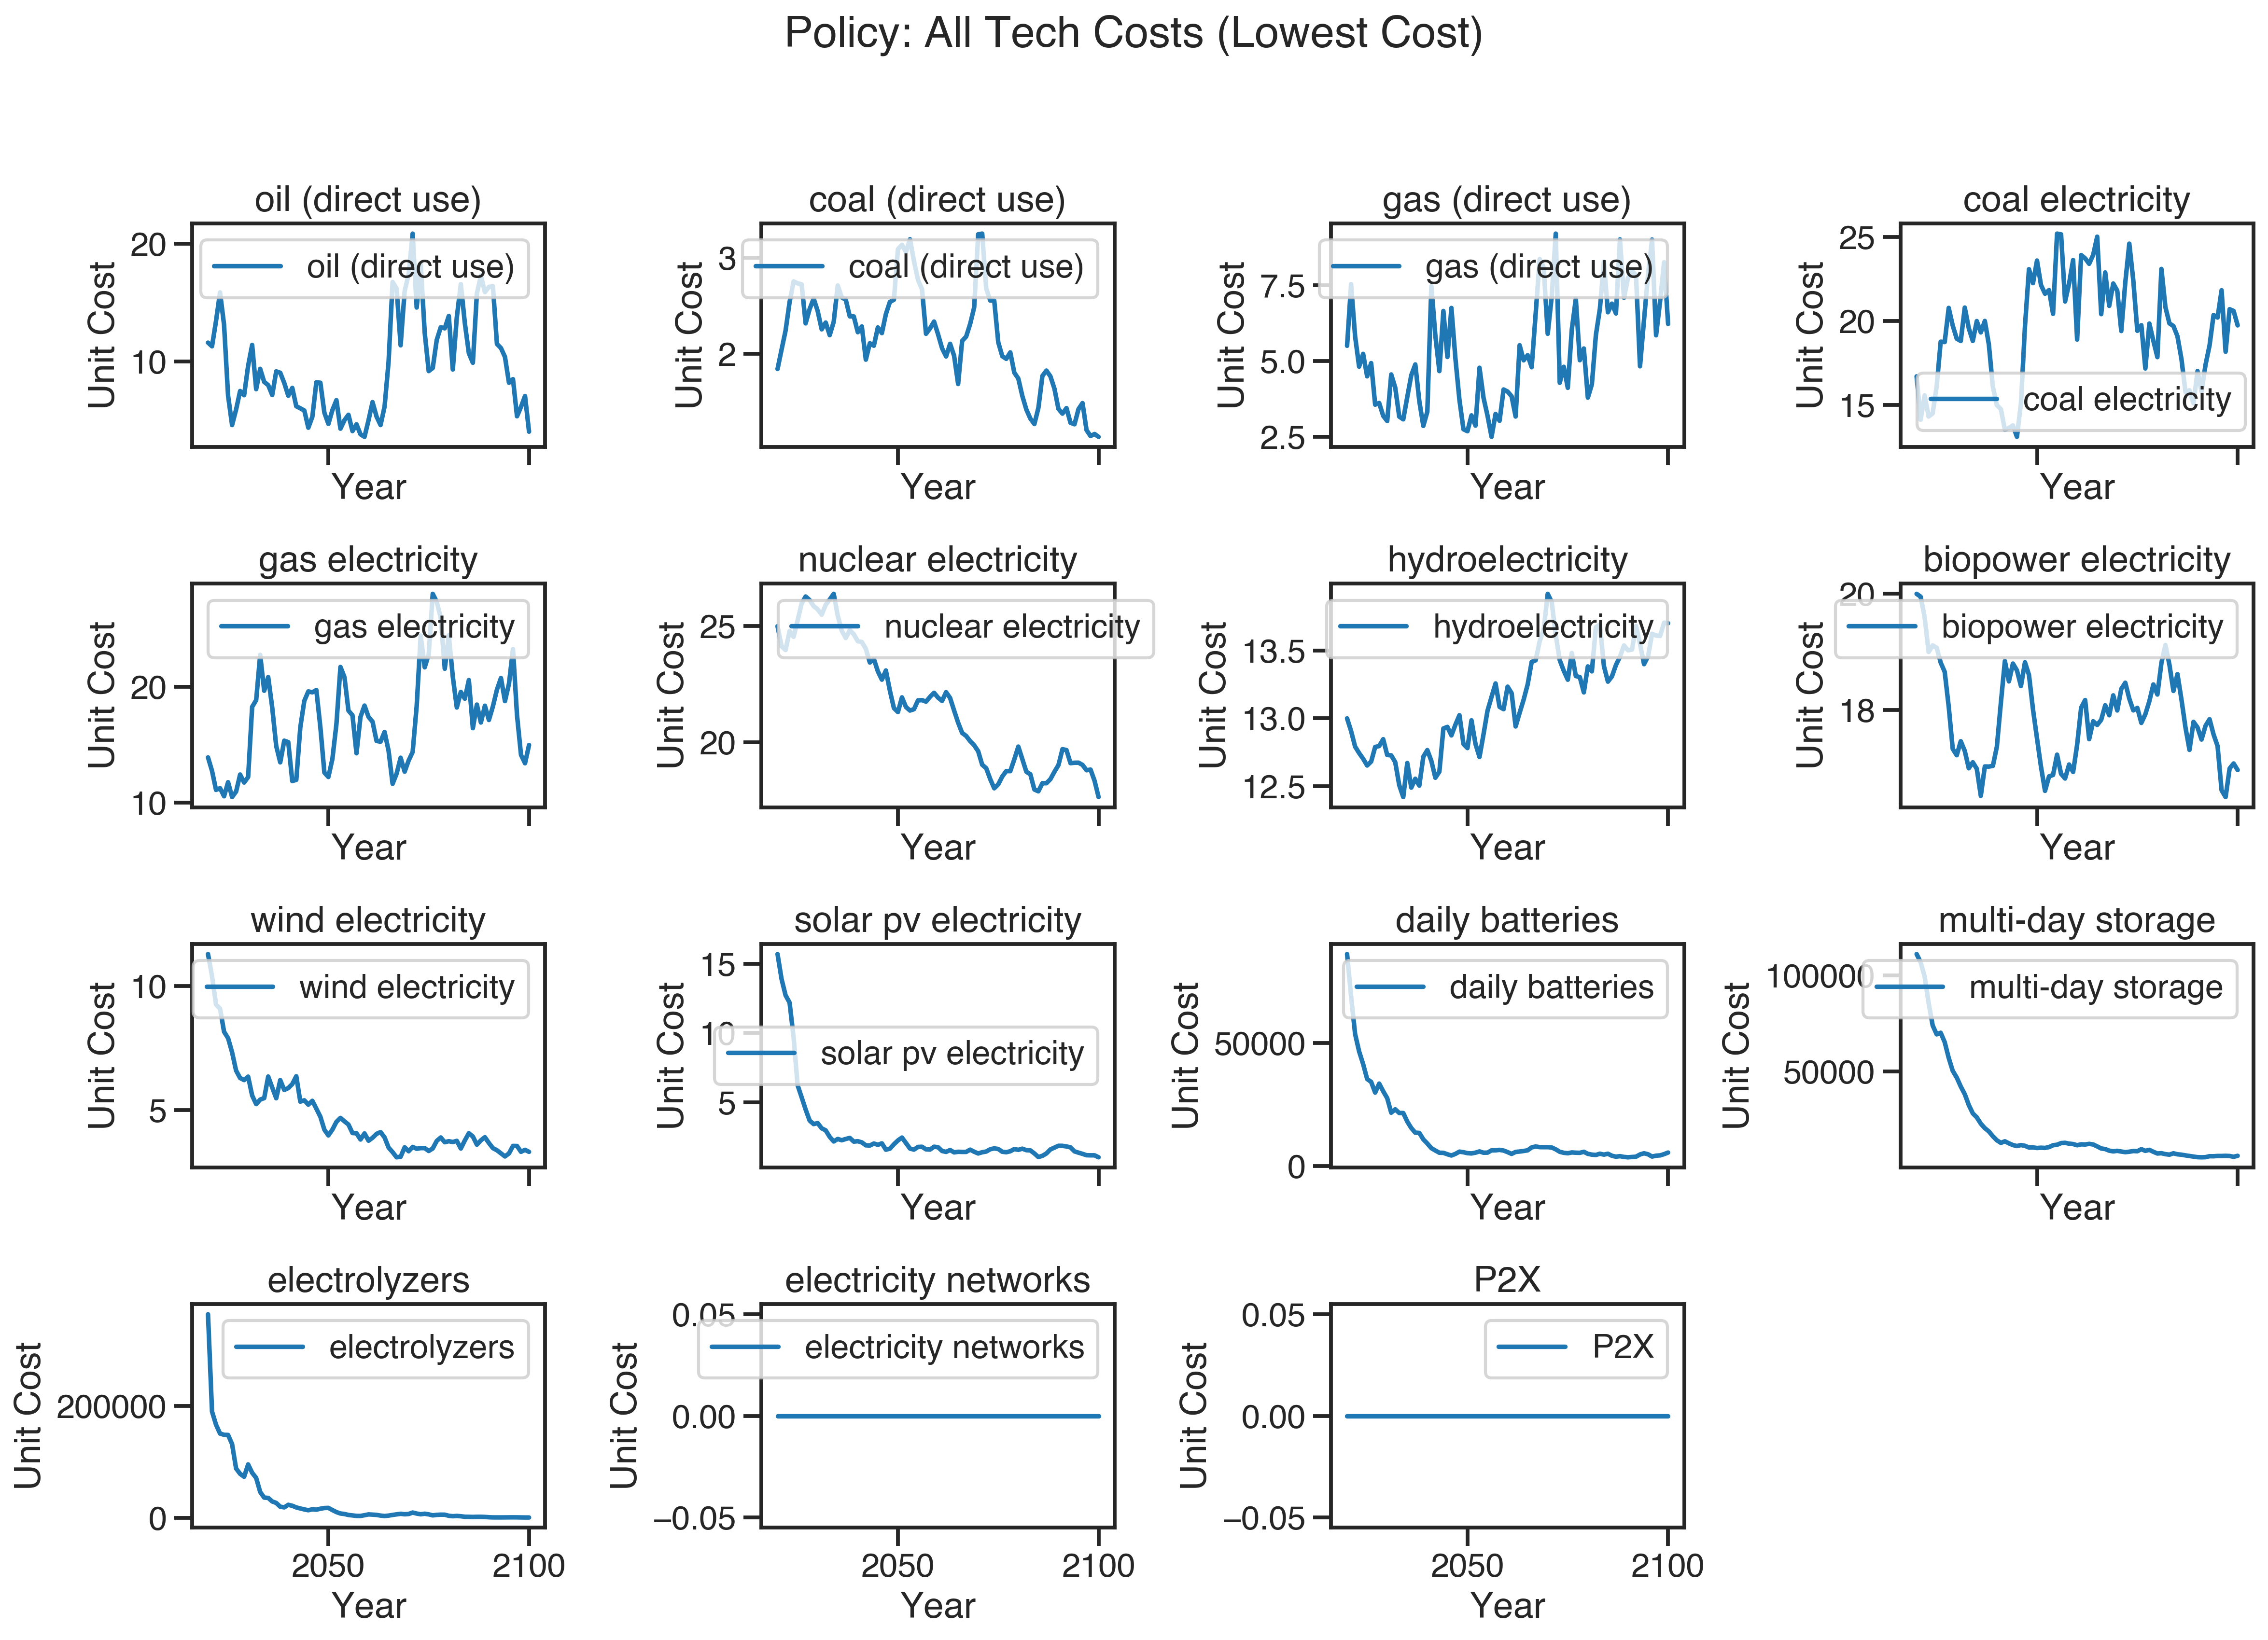 Policy: All Tech Costs (Lowest Cost)
oil (direct use)
Unit Cost
20
10
oil (direct use)
Year
coal (direct use)
Unit Cost
3
2
coal (direct use)
Year
gas (direct use)
Unit Cost
7.5
5.0
2.5
gas (direct use)
Year
coal electricity
Unit Cost
25
20
15
coal electricity
Year
gas electricity
Unit Cost
20
10
gas electricity
Year
nuclear electricity
Unit Cost
25
20
nuclear electricity
Year
hydroelectricity
Unit Cost
13.5
13.0
12.5
hydroelectricity
Year
biopower electricity
Unit Cost
20
18
biopower electricity
Year
wind electricity
Unit Cost
10
5
wind electricity
Year
solar pv electricity
Unit Cost
15
10
5
solar pv electricity
Year
daily batteries
Unit Cost
50000
0
daily batteries
Year
multi-day storage
Unit Cost
100000
50000
multi-day storage
Year
electrolyzers
Unit Cost
200000
0
electrolyzers
2050
2100
Year
electricity networks
Unit Cost
0.05
0.00
−0.05
electricity networks
2050
2100
Year
P2X
Unit Cost
0.05
0.00
−0.05
P2X
2050
2100
Year